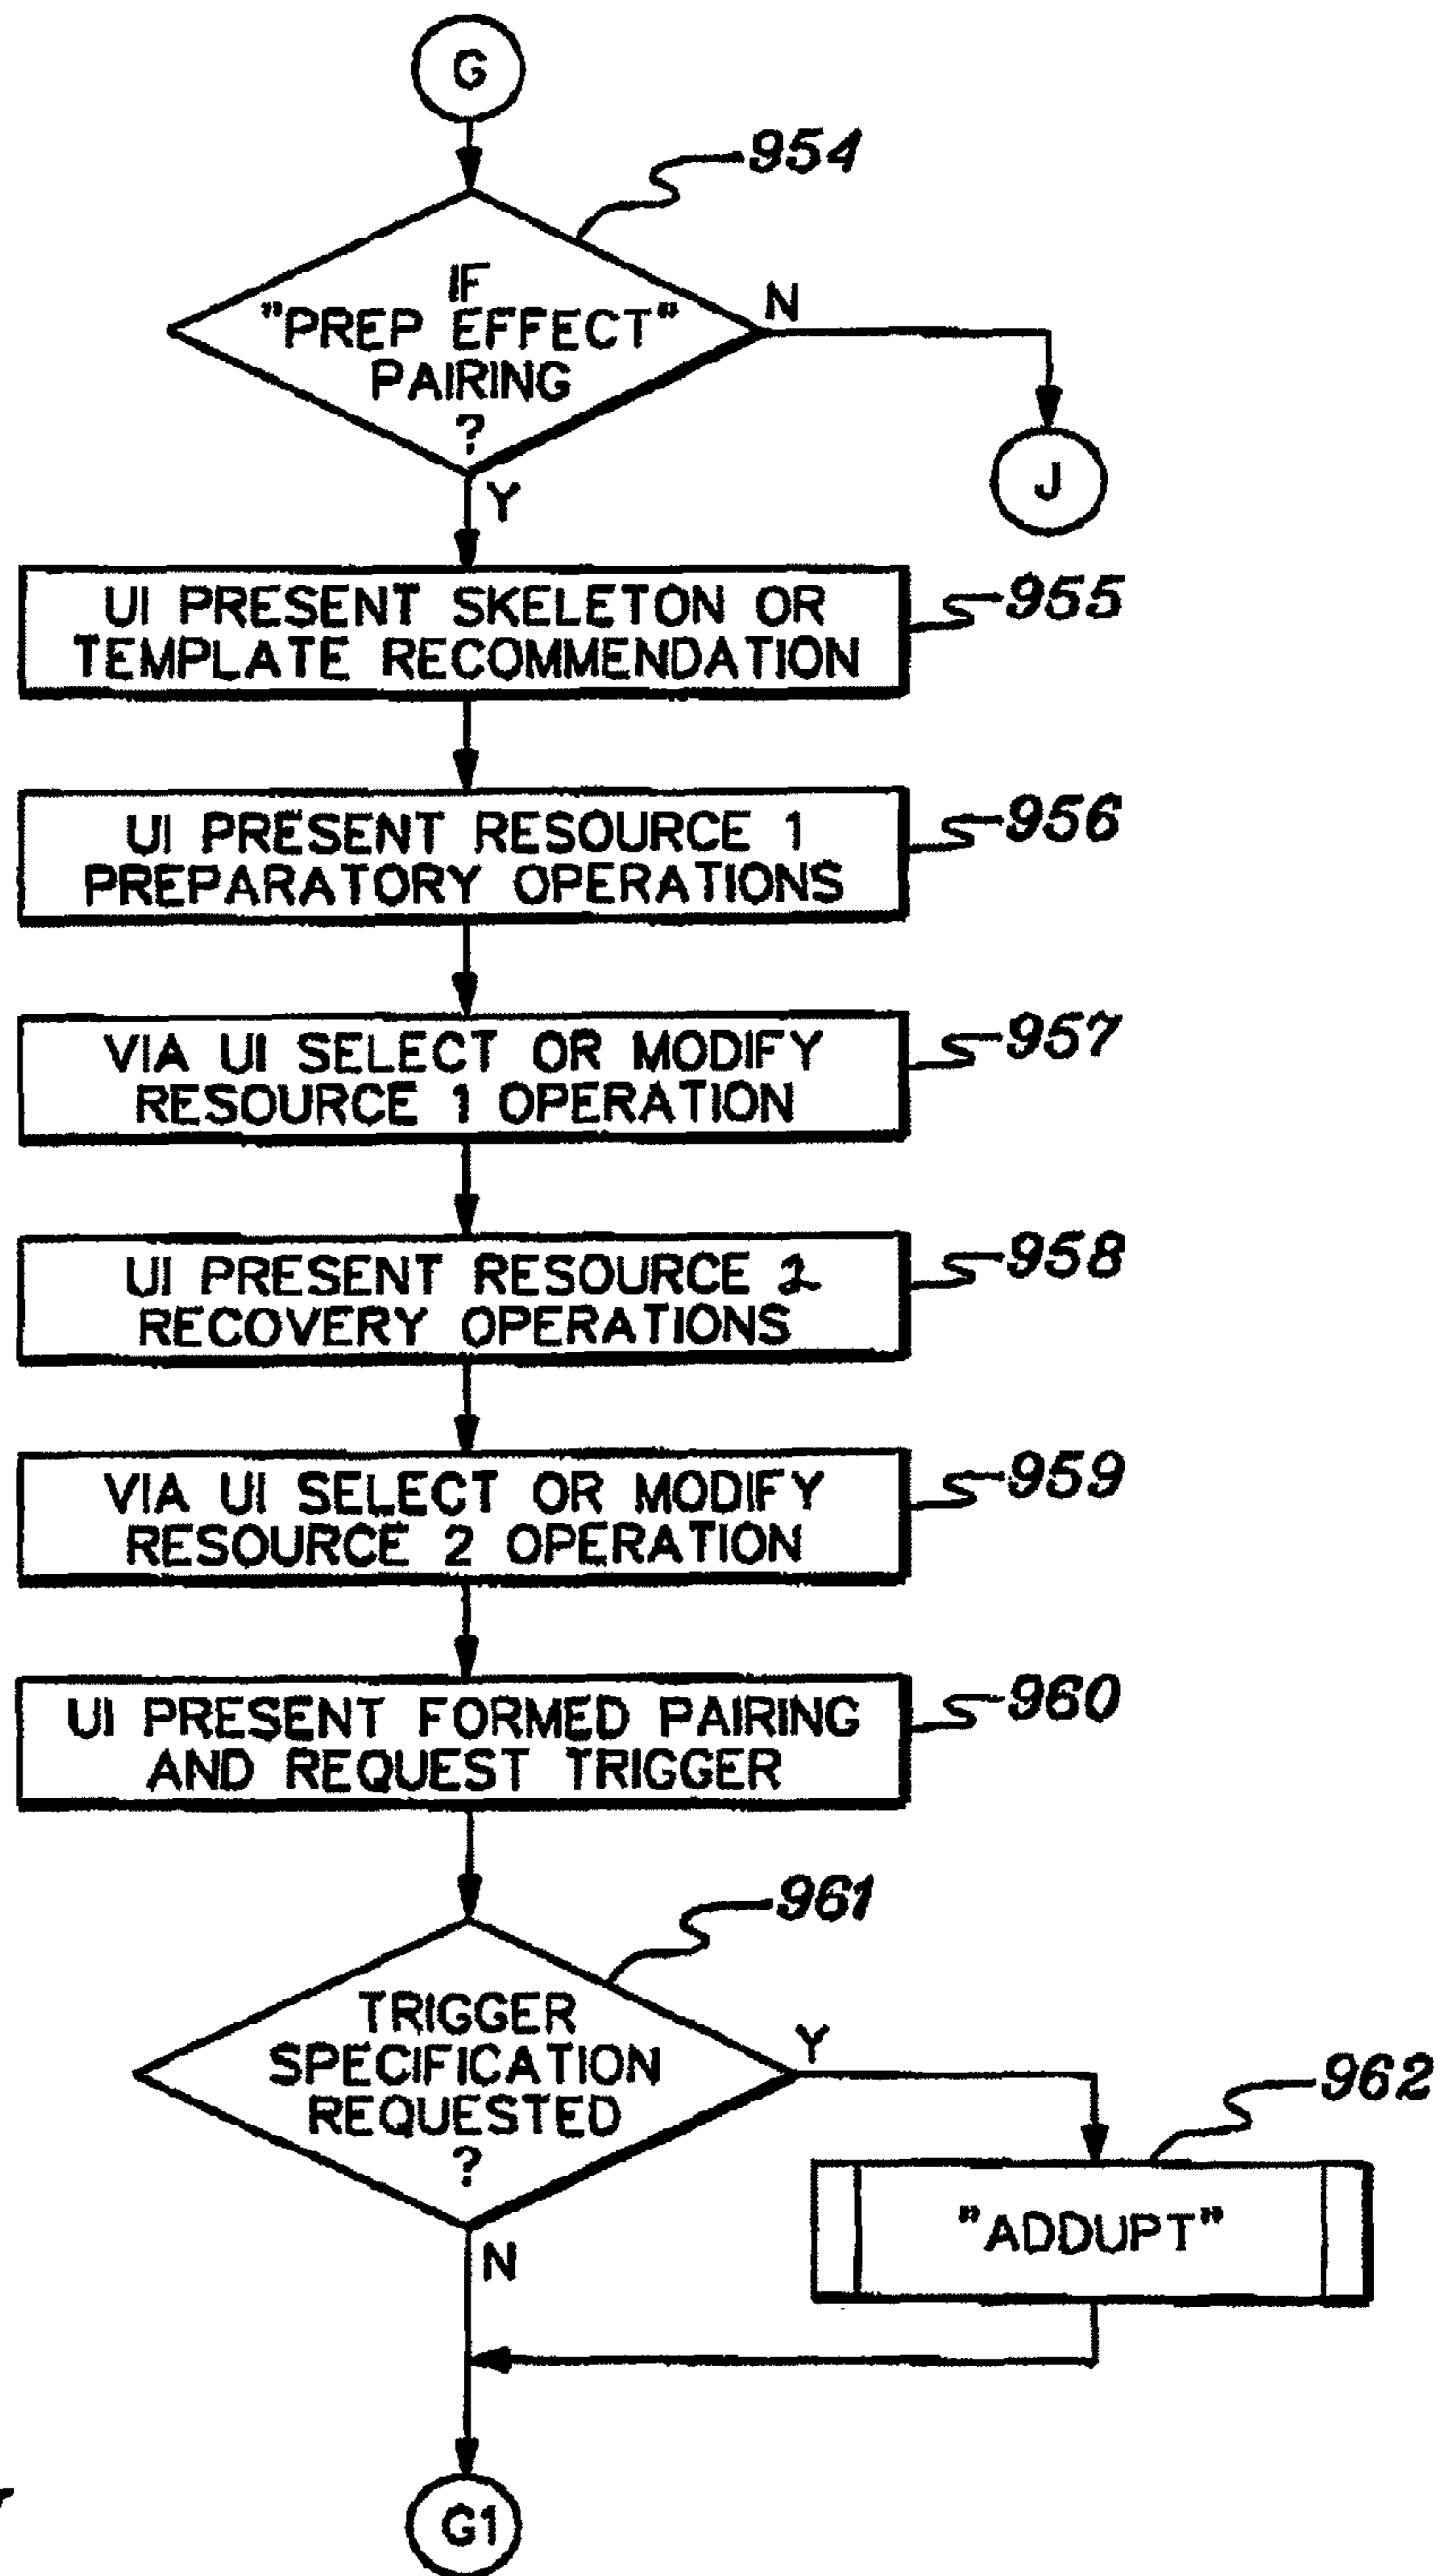 G
954
IF
"PREP EFFECT"
PAIRING
?
N
J
Y
UI PRESENT SKELETON OR
TEMPLATE RECOMMENDATION
955
UI PRESENT RESOURCE 1
PREPARATORY OPERATIONS
956
VIA UI SELECT OR MODIFY
RESOURCE 1 OPERATION
957
UI PRESENT RESOURCE 2
RECOVERY OPERATIONS
958
VIA UI SELECT OR MODIFY
RESOURCE 2 OPERATION
959
UI PRESENT FORMED PAIRING
AND REQUEST TRIGGER
960
961
TRIGGER
SPECIFICATION
REQUESTED
?
Y
962
"ADDUPT"
N
G1